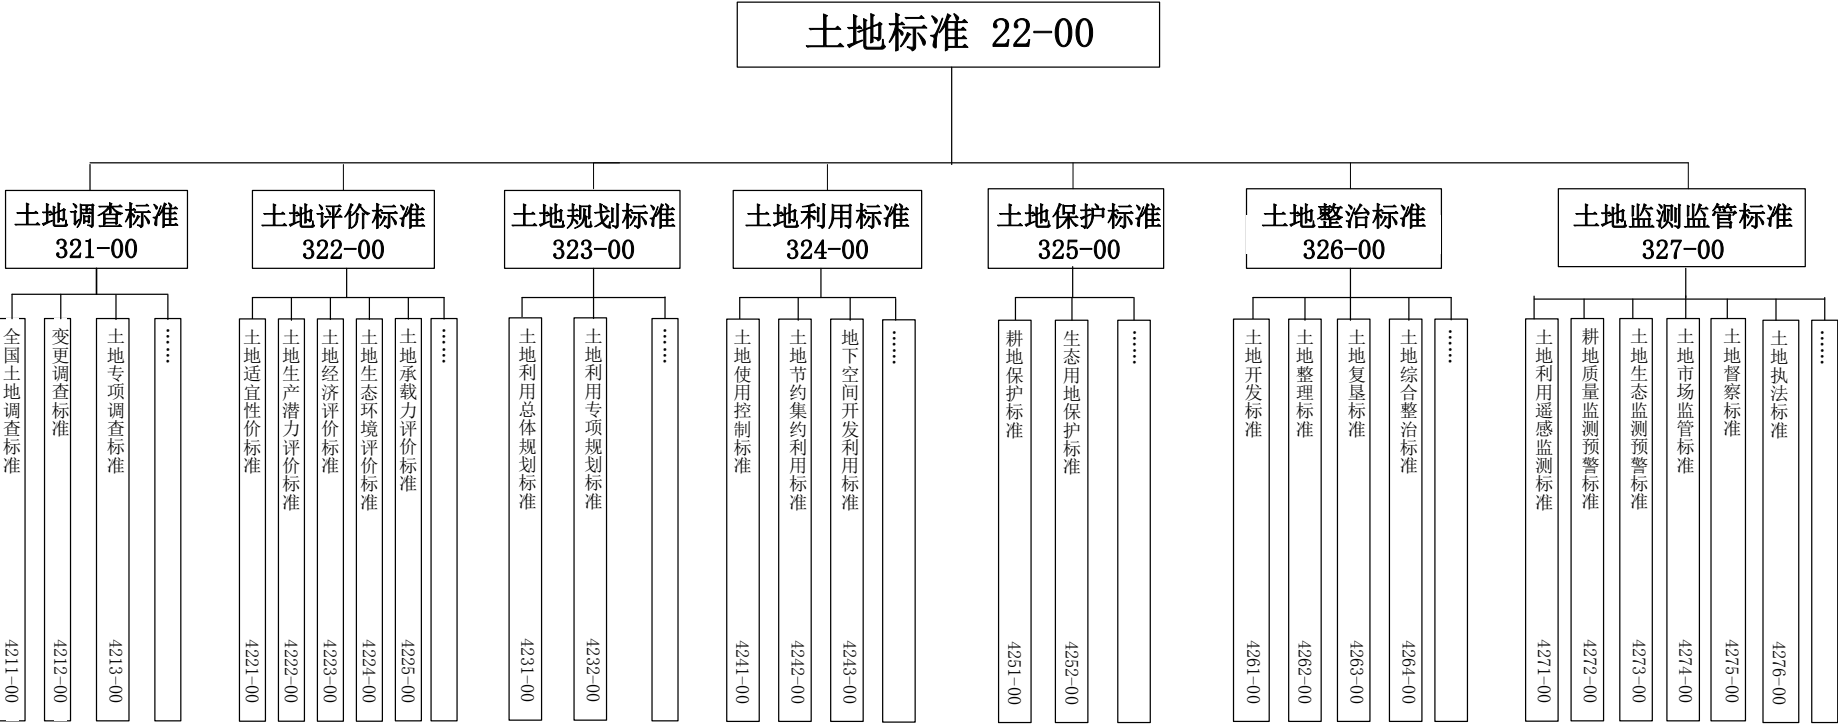 土地标准 22-00
土地调查标准
321-00
土地评价标准
322-00
土地规划标准
323-00
土地利用标准
324-00
土地保护标准
325-00
土地整治标准
326-00
土地监测监管标准
327-00
全国土地调查标准 4211-00
变更调查标准 4212-00
土地专项调查标准 4213-00
……
土地适宜性价标准 4221-00
土地生产潜力评价标准 4222-00
土地经济评价标准 4223-00
土地生态环境评价标准 4224-00
土地承载力评价标准 4225-00
……
土地利用总体规划标准 4231-00
土地利用专项规划标准 4232-00
……
土地使用控制标准 4241-00
土地节约集约利用标准 4242-00
地下空间开发利用标准 4243-00
……
耕地保护标准 4251-00
生态用地保护标准 4252-00
……
土地开发标准 4261-00
土地整理标准 4262-00
土地复垦标准 4263-00
土地综合整治标准 4264-00
……
土地利用遥感监测标准 4271-00
耕地质量监测预警标准 4272-00
土地生态监测预警标准 4273-00
土地市场监管标准 4274-00
土地督察标准 4275-00
土地执法标准 4276-00
……